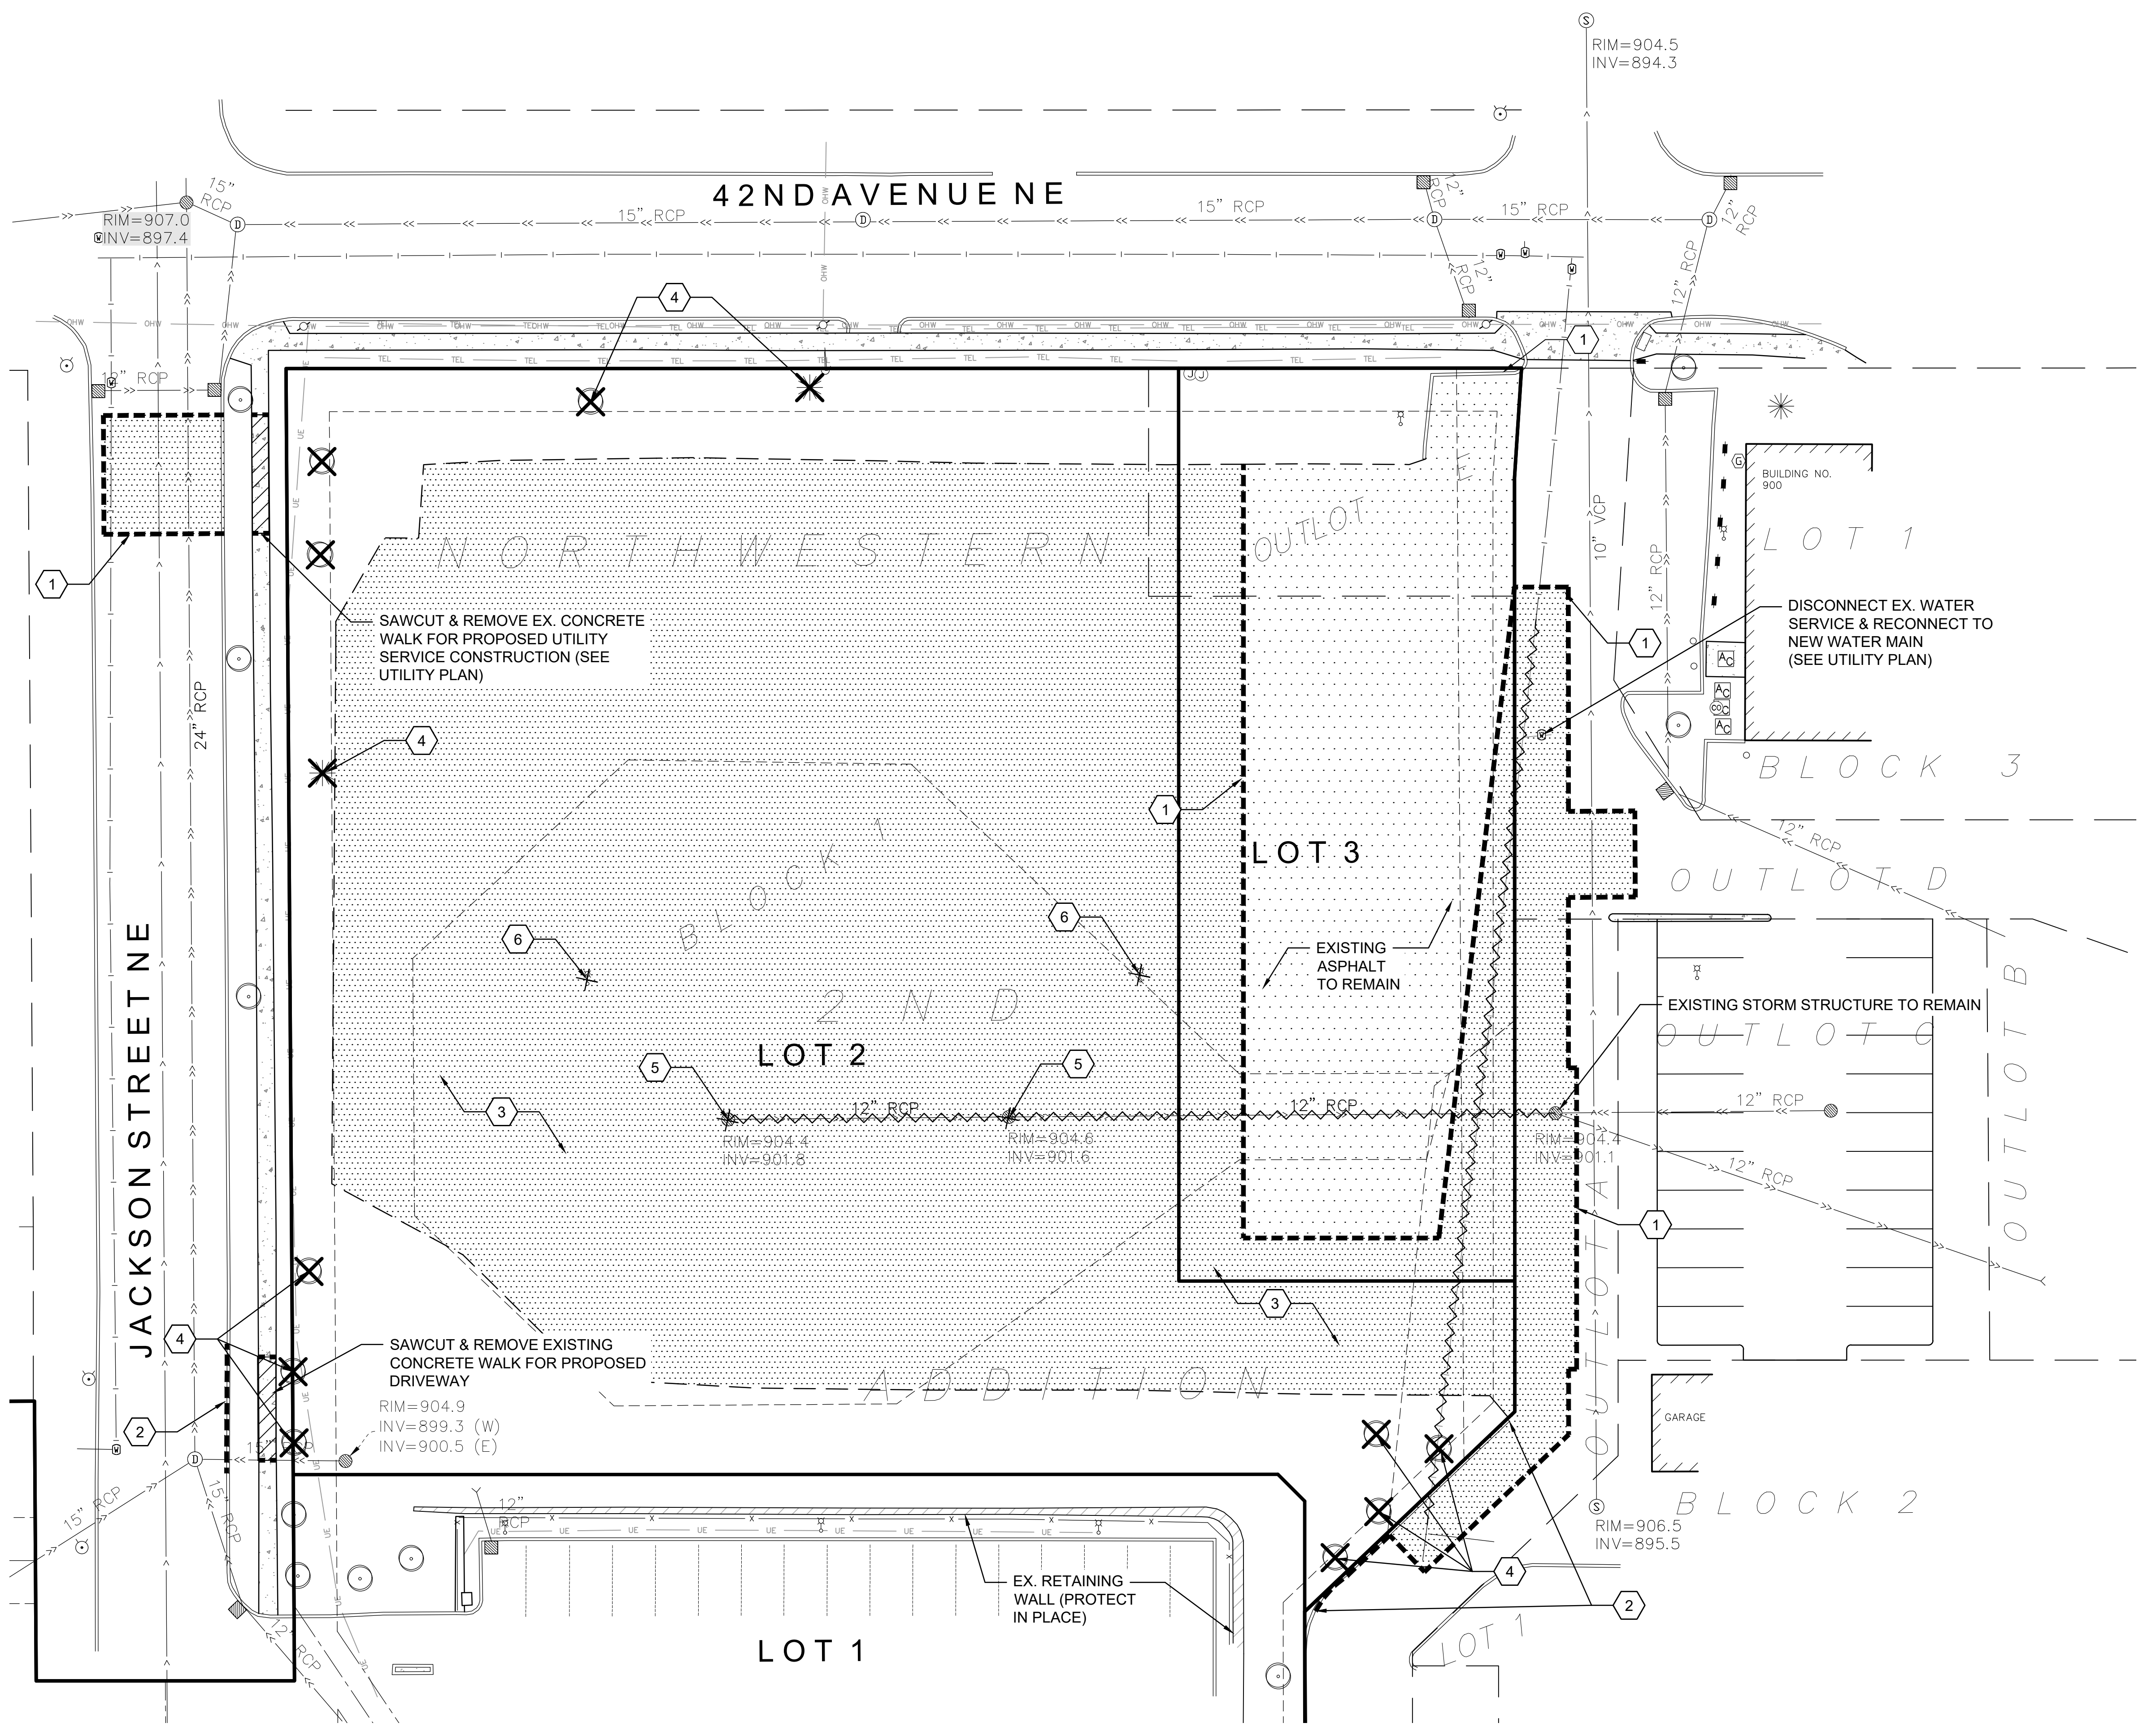 RIM=904.5
INV=894.3
42ND AVENUE NE
15" RCP
RIM=907.0
INV=897.4
15" RCP
15" RCP
15" RCP
12" RCP
12" RCP
12" RCP
12" RCP
12" RCP
OHW
TEL
UE
4
1
BUILDING NO.
900
LOT 1
10" VCP
12" RCP
NORTHWESTERN
OUTLOT
E
1
SAWCUT & REMOVE EX. CONCRETE
WALK FOR PROPOSED UTILITY
SERVICE CONSTRUCTION (SEE
UTILITY PLAN)
DISCONNECT EX. WATER
SERVICE & RECONNECT TO
NEW WATER MAIN
(SEE UTILITY PLAN)
1
24" RCP
4
BLOCK 3
1
12" RCP
LOT 3
BLOCK 1
OUTLOT D
6
6
EXISTING
ASPHALT
TO REMAIN
EXISTING STORM STRUCTURE TO REMAIN
2ND
OUTLOT C
OUTLOT B
LOT 2
5
5
3
12" RCP
12" RCP
12" RCP
RIM=904.4
INV=901.8
RIM=904.6
INV=901.6
RIM=904.4
INV=901.1
12" RCP
JACKSON STREET NE
OUTLOT A
1
3
4
SAWCUT & REMOVE EXISTING
CONCRETE WALK FOR PROPOSED
DRIVEWAY
ADDITION
RIM=904.9
INV=899.3 (W)
INV=900.5 (E)
2
GARAGE
15" RCP
15" RCP
15" RCP
12" RCP
BLOCK 2
RIM=906.5
INV=895.5
4
EX. RETAINING
WALL (PROTECT
IN PLACE)
2
12" RCP
LOT 1
LOT 1